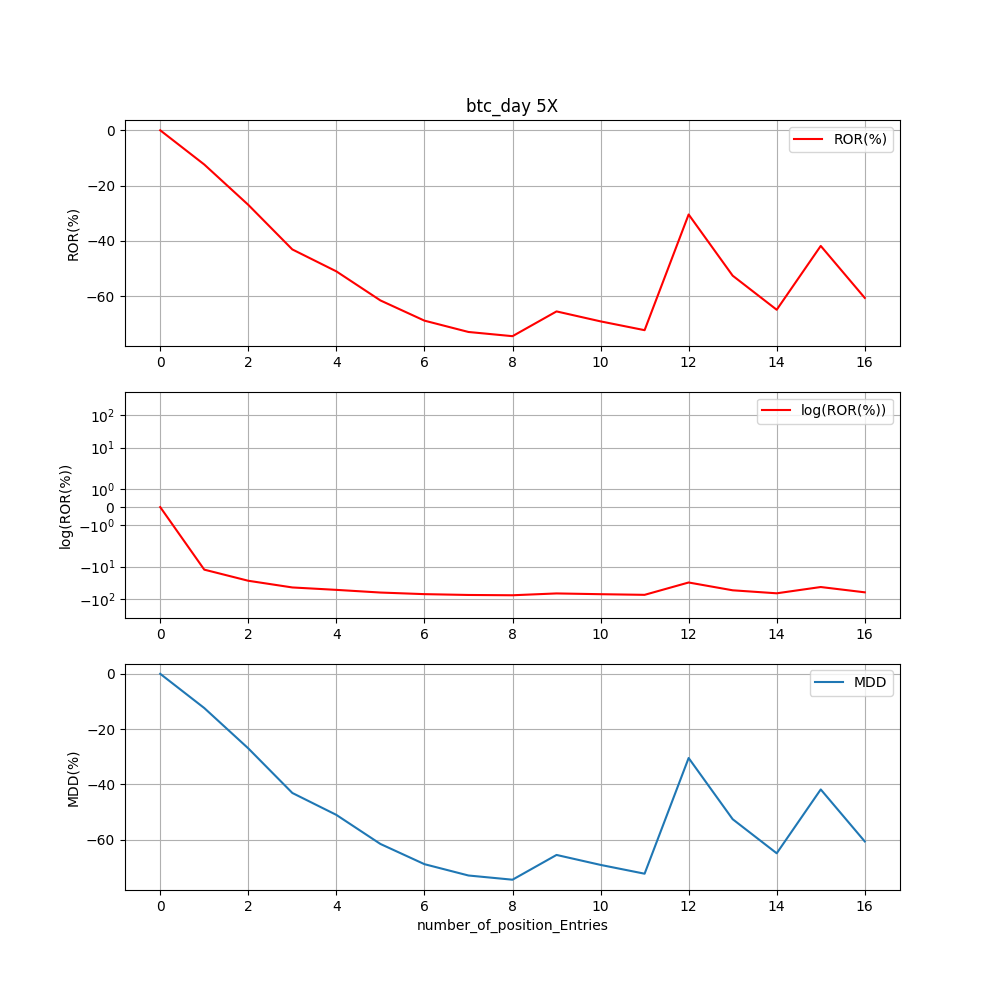 btc_day 5X
ROR(%)
0
−20
−40
−60
ROR(%)
0 2 4 6 8 10 12 14 16
log(ROR(%))
10²
10¹
10⁰
0
−10⁰
−10¹
−10²
log(ROR(%))
0 2 4 6 8 10 12 14 16
MDD
0
−20
−40
−60
MDD(%)
0 2 4 6 8 10 12 14 16
number_of_position_Entries